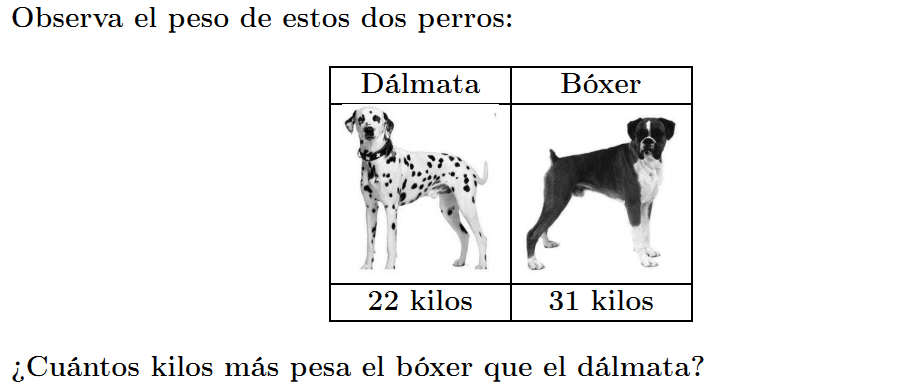 Observa el peso de estos dos perros:
Dálmata Bóxer
22 kilos 31 kilos
¿Cuántos kilos más pesa el bóxer que el dálmata?